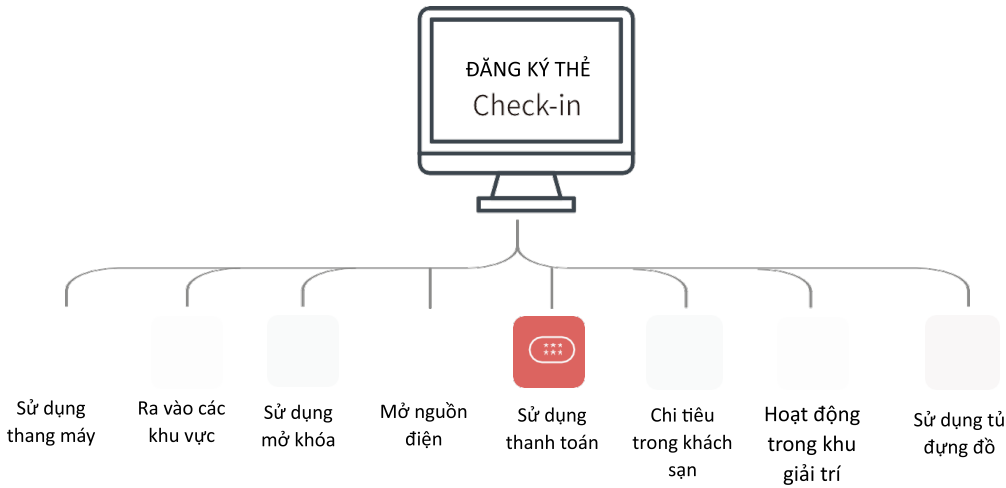 ĐĂNG KÝ THẺ
Check-in
Sử dụng
thang máy
Ra vào các
khu vực
Sử dụng
mở khóa
Mở nguồn
điện
Sử dụng
thanh toán
Chi tiêu
trong khách
sạn
Hoạt động
trong khu
giải trí
Sử dụng tủ
đựng đồ